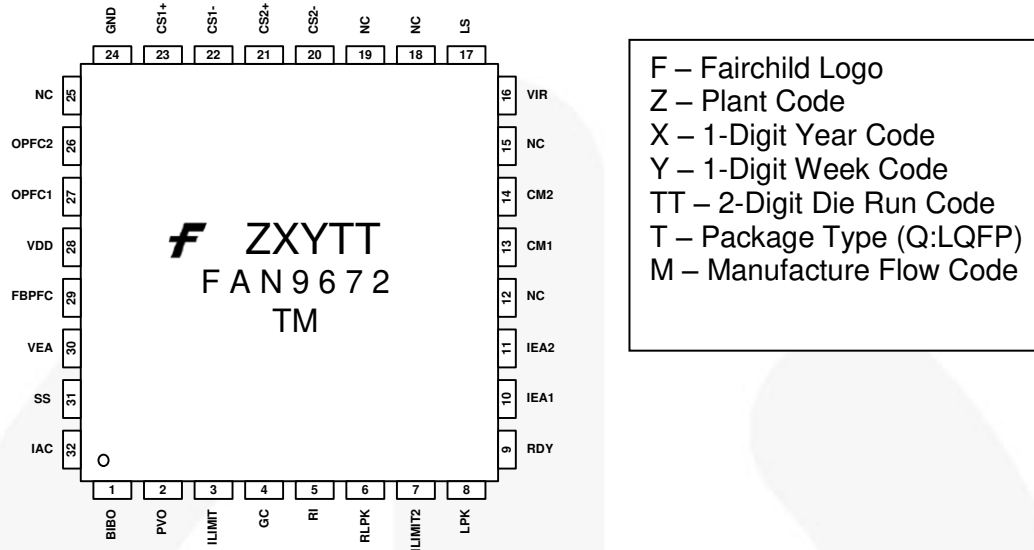 GND CS1+ CS1- CS2+ CS2- NC NC LS
24 23 22 21 20 19 18 17
NC 25
OPFC2 26
OPFC1 27
VDD 28
FBPFC 29
VEA 30
SS 31
IAC 32
ZXYTT
FAN9672
TM
16 VIR
15 NC
14 CM2
13 CM1
12 NC
11 IEA2
10 IEA1
9 RDY
1 2 3 4 5 6 7 8
BIBO PVO ILIMIT GC RI RLPK ILIMIT2 LPK
F – Fairchild Logo
Z – Plant Code
X – 1-Digit Year Code
Y – 1-Digit Week Code
TT – 2-Digit Die Run Code
T – Package Type (Q:LQFP)
M – Manufacture Flow Code